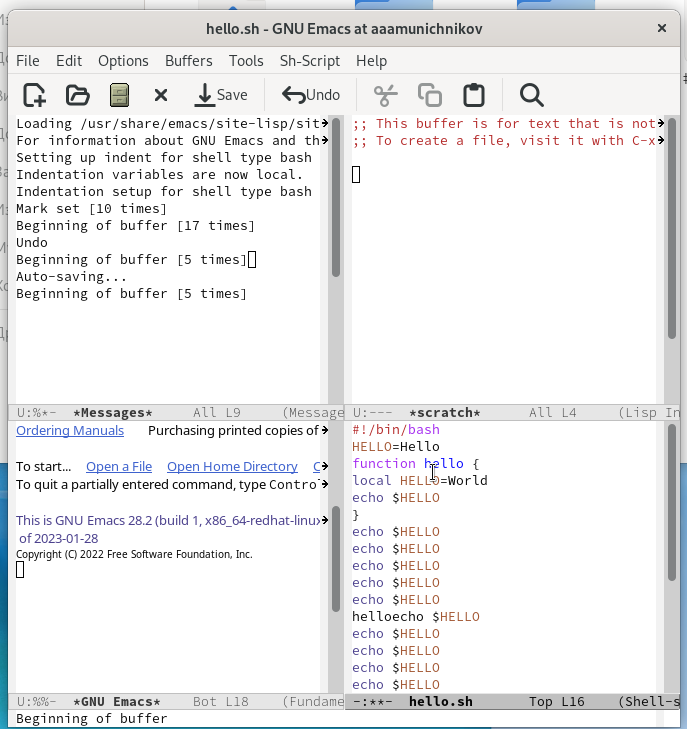 hello.sh - GNU Emacs at aaamunichnikov
File Edit Options Buffers Tools Sh-Script Help
Save Undo
Loading /usr/share/emacs/site-lisp/sit
For information about GNU Emacs and th
Setting up indent for shell type bash
Indentation variables are now local.
Indentation setup for shell type bash
Mark set [10 times]
Beginning of buffer [17 times]
Undo
Beginning of buffer [5 times]
Auto-saving...
Beginning of buffer [5 times]
U:%*- *Messages* All L9 (Message
;; This buffer is for text that is not
;; To create a file, visit it with C-x
U:--- *scratch* All L4 (Lisp In
Ordering Manuals Purchasing printed copies of
To start... Open a File Open Home Directory C
To quit a partially entered command, type Contro
This is GNU Emacs 28.2 (build 1, x86_64-redhat-linux
of 2023-01-28
Copyright (C) 2022 Free Software Foundation, Inc.
U:%%- *GNU Emacs* Bot L18 (Fundame
#!/bin/bash
HELLO=Hello
function hello {
local HELLO=World
echo $HELLO
}
echo $HELLO
echo $HELLO
echo $HELLO
echo $HELLO
echo $HELLO
helloecho $HELLO
echo $HELLO
echo $HELLO
echo $HELLO
echo $HELLO
-:**- hello.sh Top L16 (Shell-s
Beginning of buffer